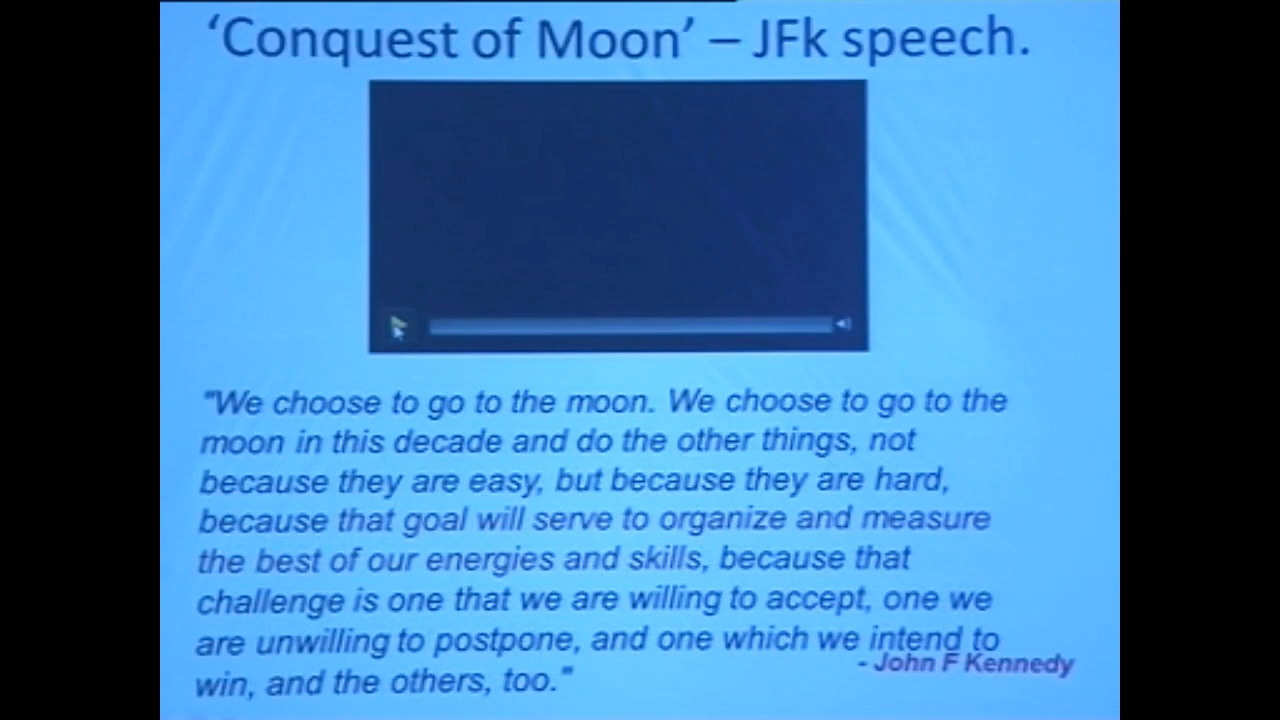 ‘Conquest of Moon’ – JFk speech.
"We choose to go to the moon. We choose to go to the
moon in this decade and do the other things, not
because they are easy, but because they are hard,
because that goal will serve to organize and measure
the best of our energies and skills, because that
challenge is one that we are willing to accept, one we
are unwilling to postpone, and one which we intend to
- John F Kennedy
win, and the others, too."